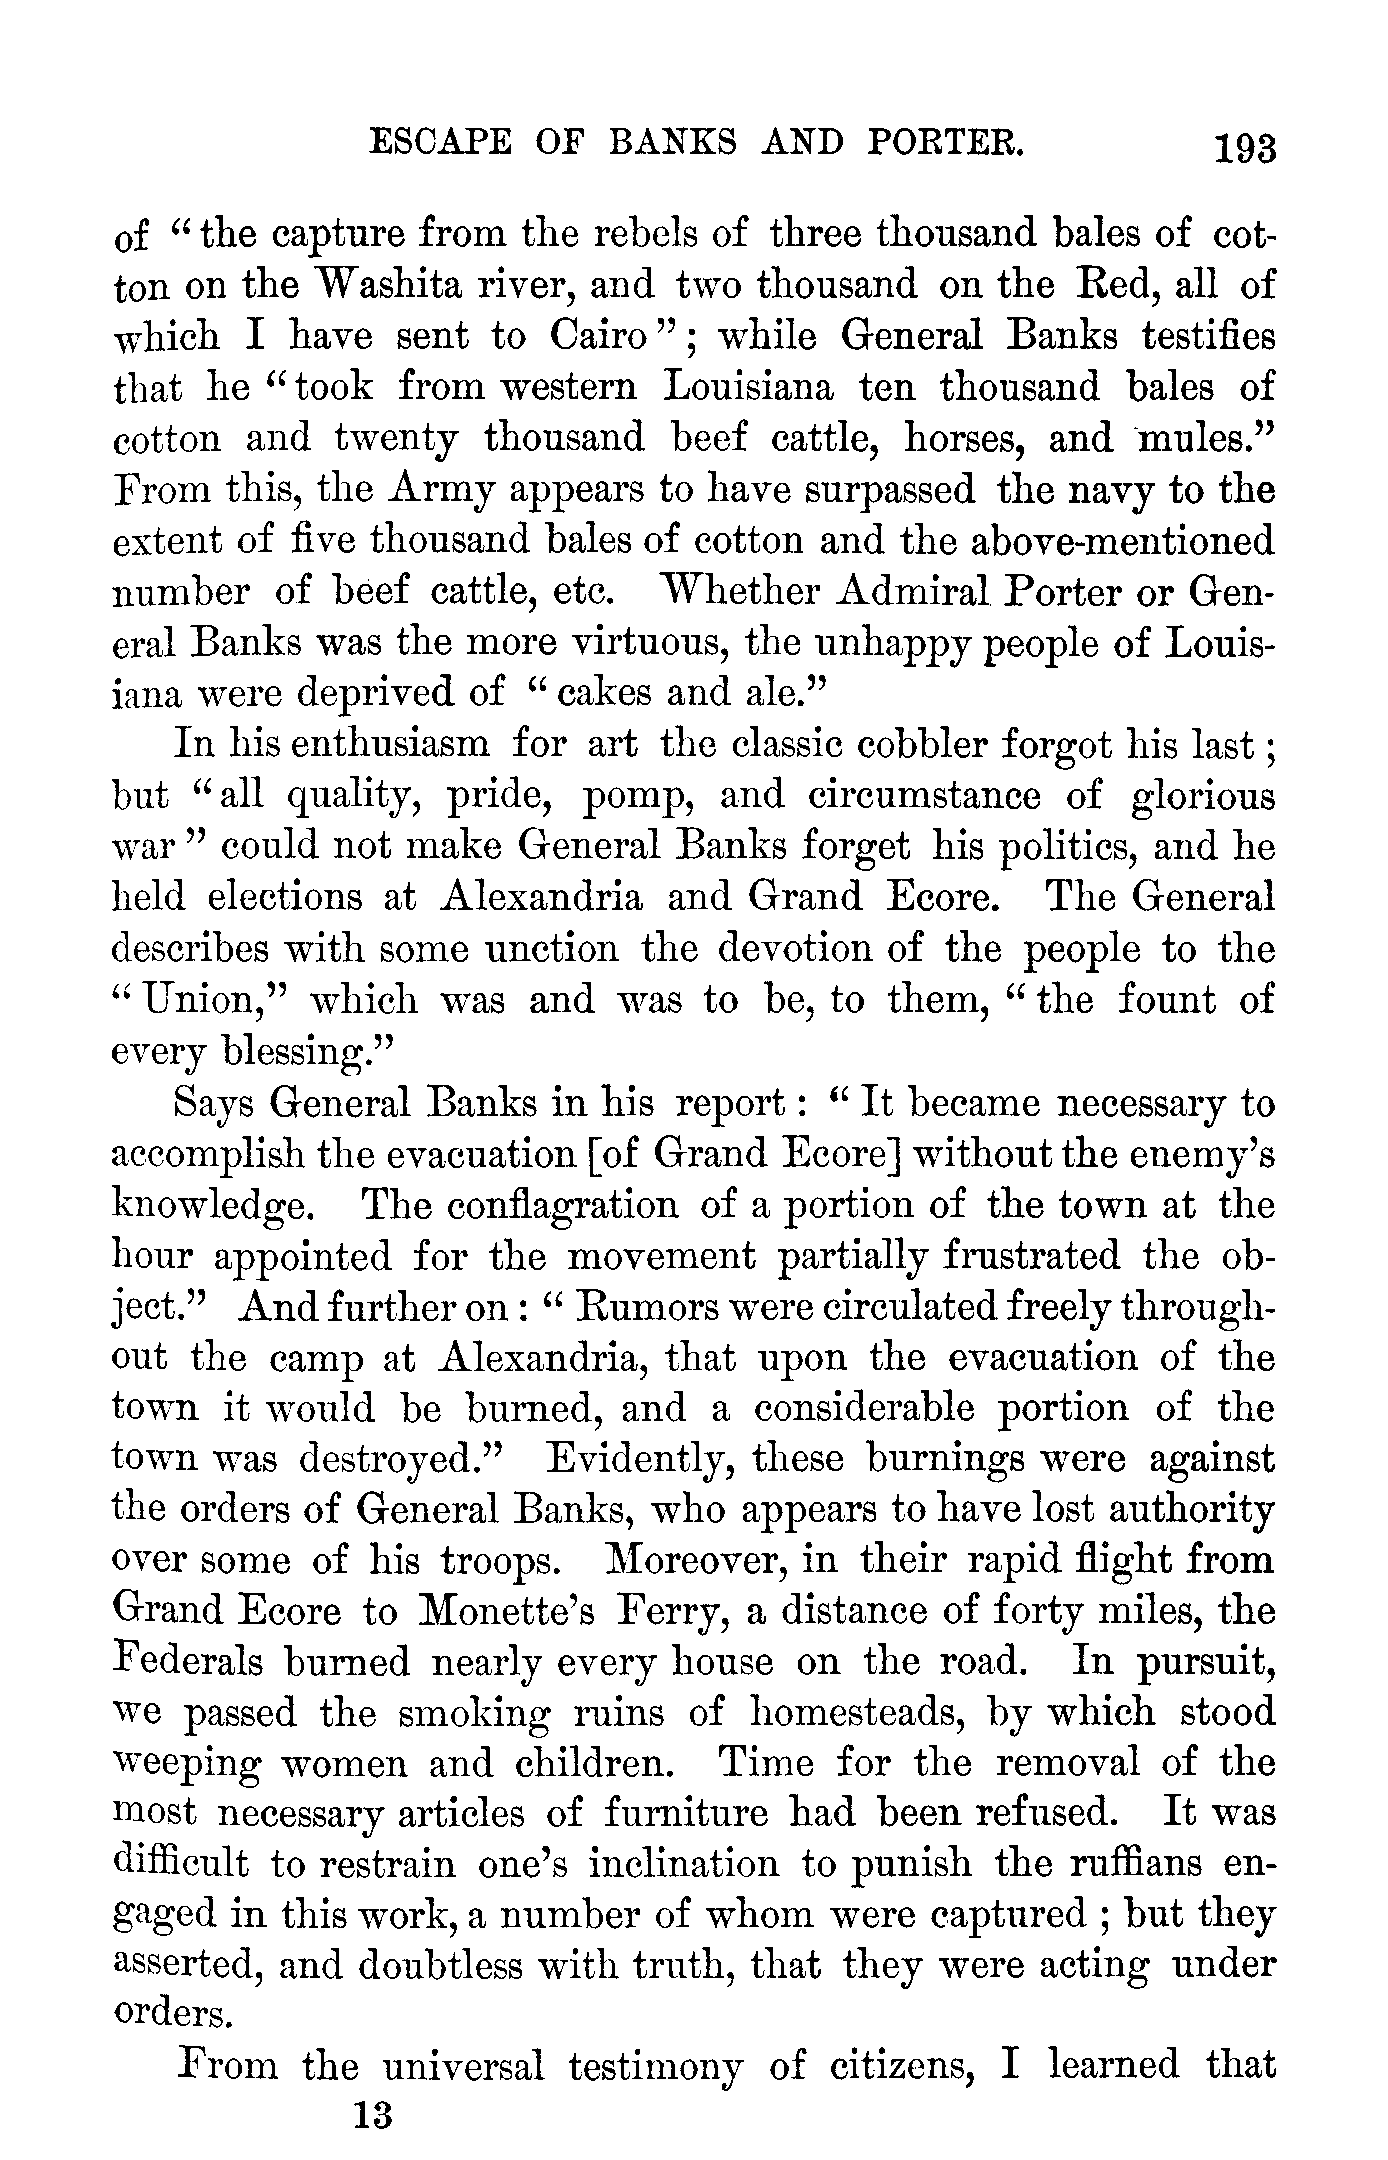 ESCAPE OF BANKS AND PORTER. 193
of “the capture from the rebels of three thousand bales of cot-
ton on the Washita river, and two thousand on the Red, all of
which I have sent to Cairo”; while General Banks testifies
that he “took from western Louisiana ten thousand bales of
cotton and twenty thousand beef cattle, horses, and mules.”
From this, the Army appears to have surpassed the navy to the
extent of five thousand bales of cotton and the above-mentioned
number of beef cattle, etc. Whether Admiral Porter or Gen-
eral Banks was the more virtuous, the unhappy people of Louis-
iana were deprived of “cakes and ale.”
In his enthusiasm for art the classic cobbler forgot his last;
but “all quality, pride, pomp, and circumstance of glorious
war” could not make General Banks forget his politics, and he
held elections at Alexandria and Grand Ecore. The General
describes with some unction the devotion of the people to the
“Union,” which was and was to be, to them, “the fount of
every blessing.”
Says General Banks in his report: “It became necessary to
accomplish the evacuation [of Grand Ecore] without the enemy’s
knowledge. The conflagration of a portion of the town at the
hour appointed for the movement partially frustrated the ob-
ject.” And further on: “Rumors were circulated freely through-
out the camp at Alexandria, that upon the evacuation of the
town it would be burned, and a considerable portion of the
town was destroyed.” Evidently, these burnings were against
the orders of General Banks, who appears to have lost authority
over some of his troops. Moreover, in their rapid flight from
Grand Ecore to Monette’s Ferry, a distance of forty miles, the
Federals burned nearly every house on the road. In pursuit,
we passed the smoking ruins of homesteads, by which stood
weeping women and children. Time for the removal of the
most necessary articles of furniture had been refused. It was
difficult to restrain one’s inclination to punish the ruffians en-
gaged in this work, a number of whom were captured; but they
asserted, and doubtless with truth, that they were acting under
orders.
From the universal testimony of citizens, I learned that
13